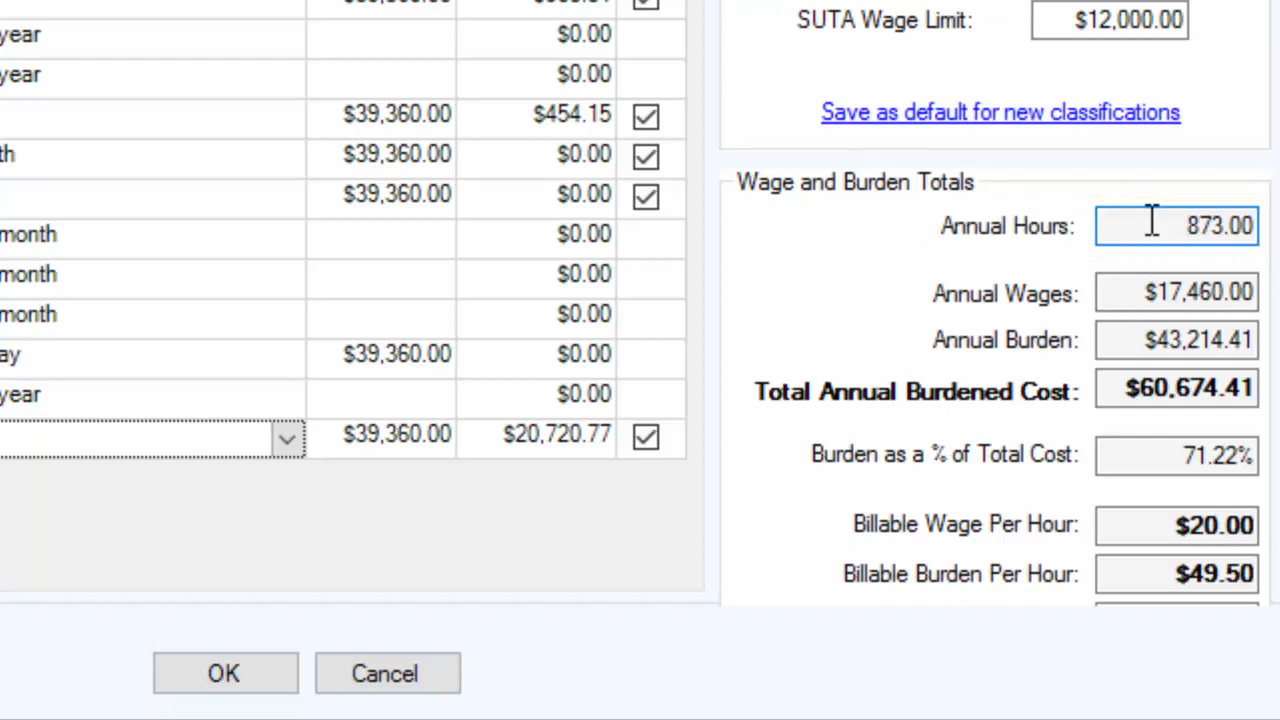 year $0.00
year $0.00
$39,360.00 $454.15
th $39,360.00 $0.00
$39,360.00 $0.00
month $0.00
month $0.00
month $0.00
ay $39,360.00 $0.00
year $0.00
$39,360.00 $20,720.77
OK Cancel
SUTA Wage Limit: $12,000.00
Save as default for new classifications
Wage and Burden Totals
Annual Hours: 873.00
Annual Wages: $17,460.00
Annual Burden: $43,214.41
Total Annual Burdened Cost: $60,674.41
Burden as a % of Total Cost: 71.22%
Billable Wage Per Hour: $20.00
Billable Burden Per Hour: $49.50